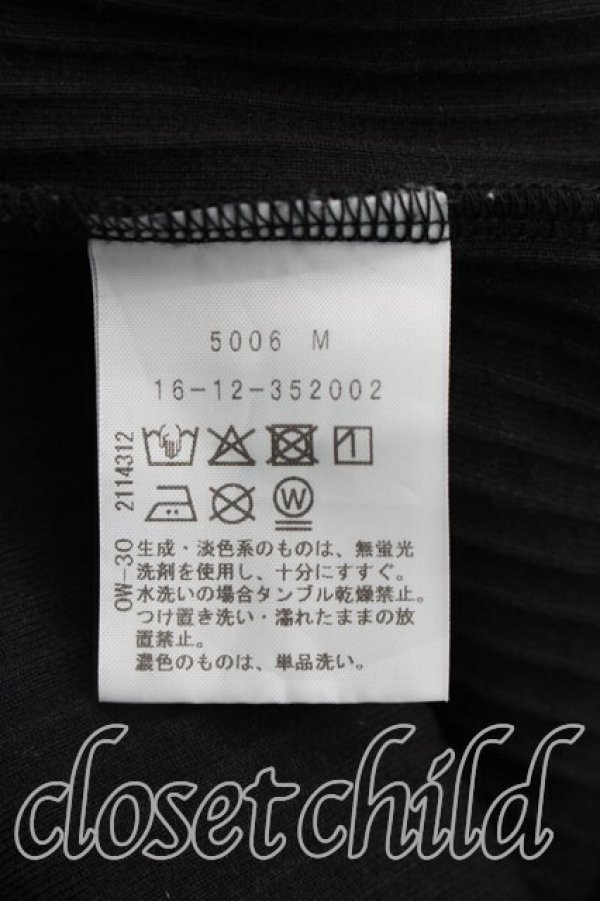 5006 M
16-12-352002
2114312
W
OW-30
生成・淡色系のものは、無蛍光
洗剤を使用し、十分にすすぐ。
水洗いの場合タンブル乾燥禁止。
つけ置き洗い・濡れたままの放
置禁止。
濃色のものは、単品洗い。
closet child